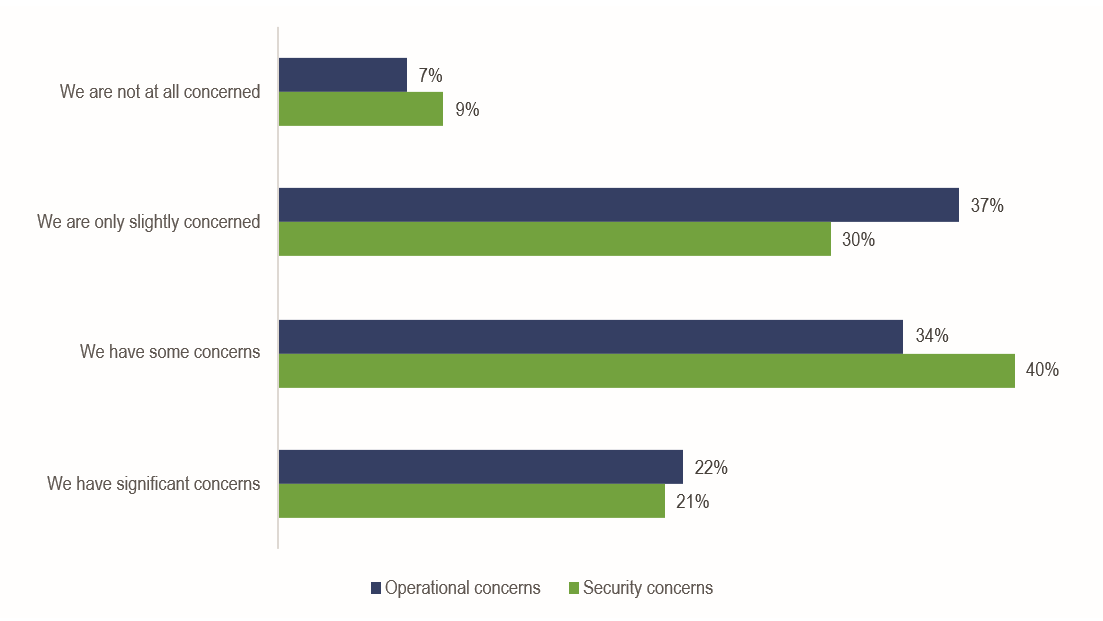 We are not at all concerned
7%
9%
We are only slightly concerned
37%
30%
We have some concerns
34%
40%
We have significant concerns
22%
21%
Operational concerns
Security concerns